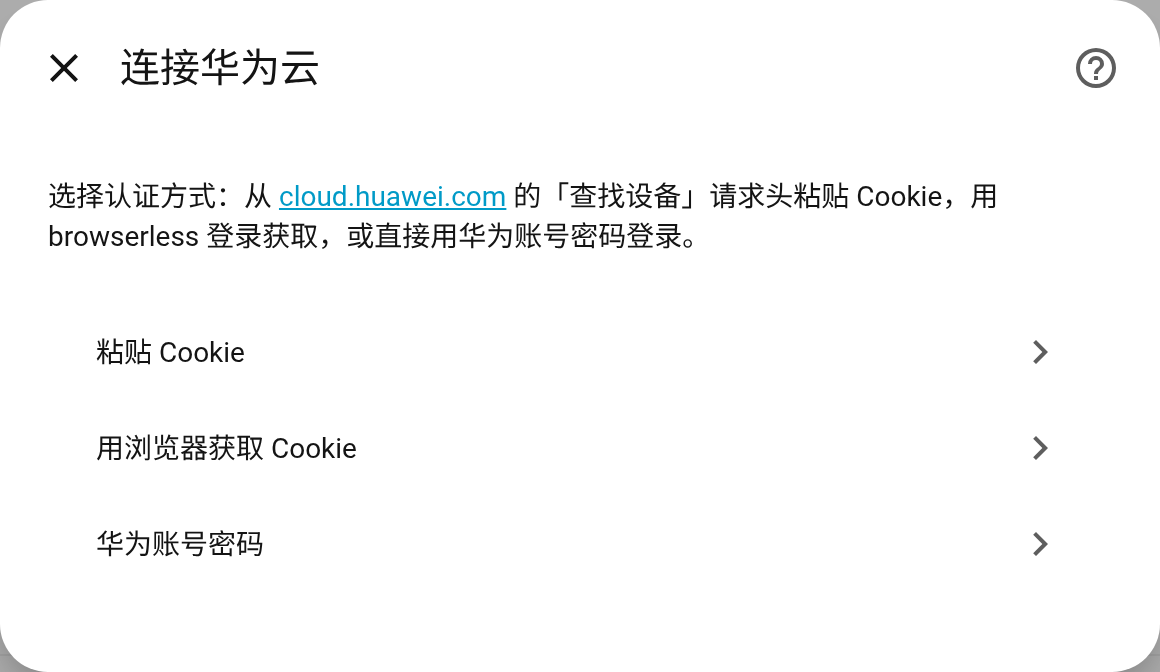 连接华为云
选择认证方式：从 cloud.huawei.com 的「查找设备」请求头粘贴 Cookie，用
browserless 登录获取，或直接用华为账号密码登录。
粘贴 Cookie
用浏览器获取 Cookie
华为账号密码